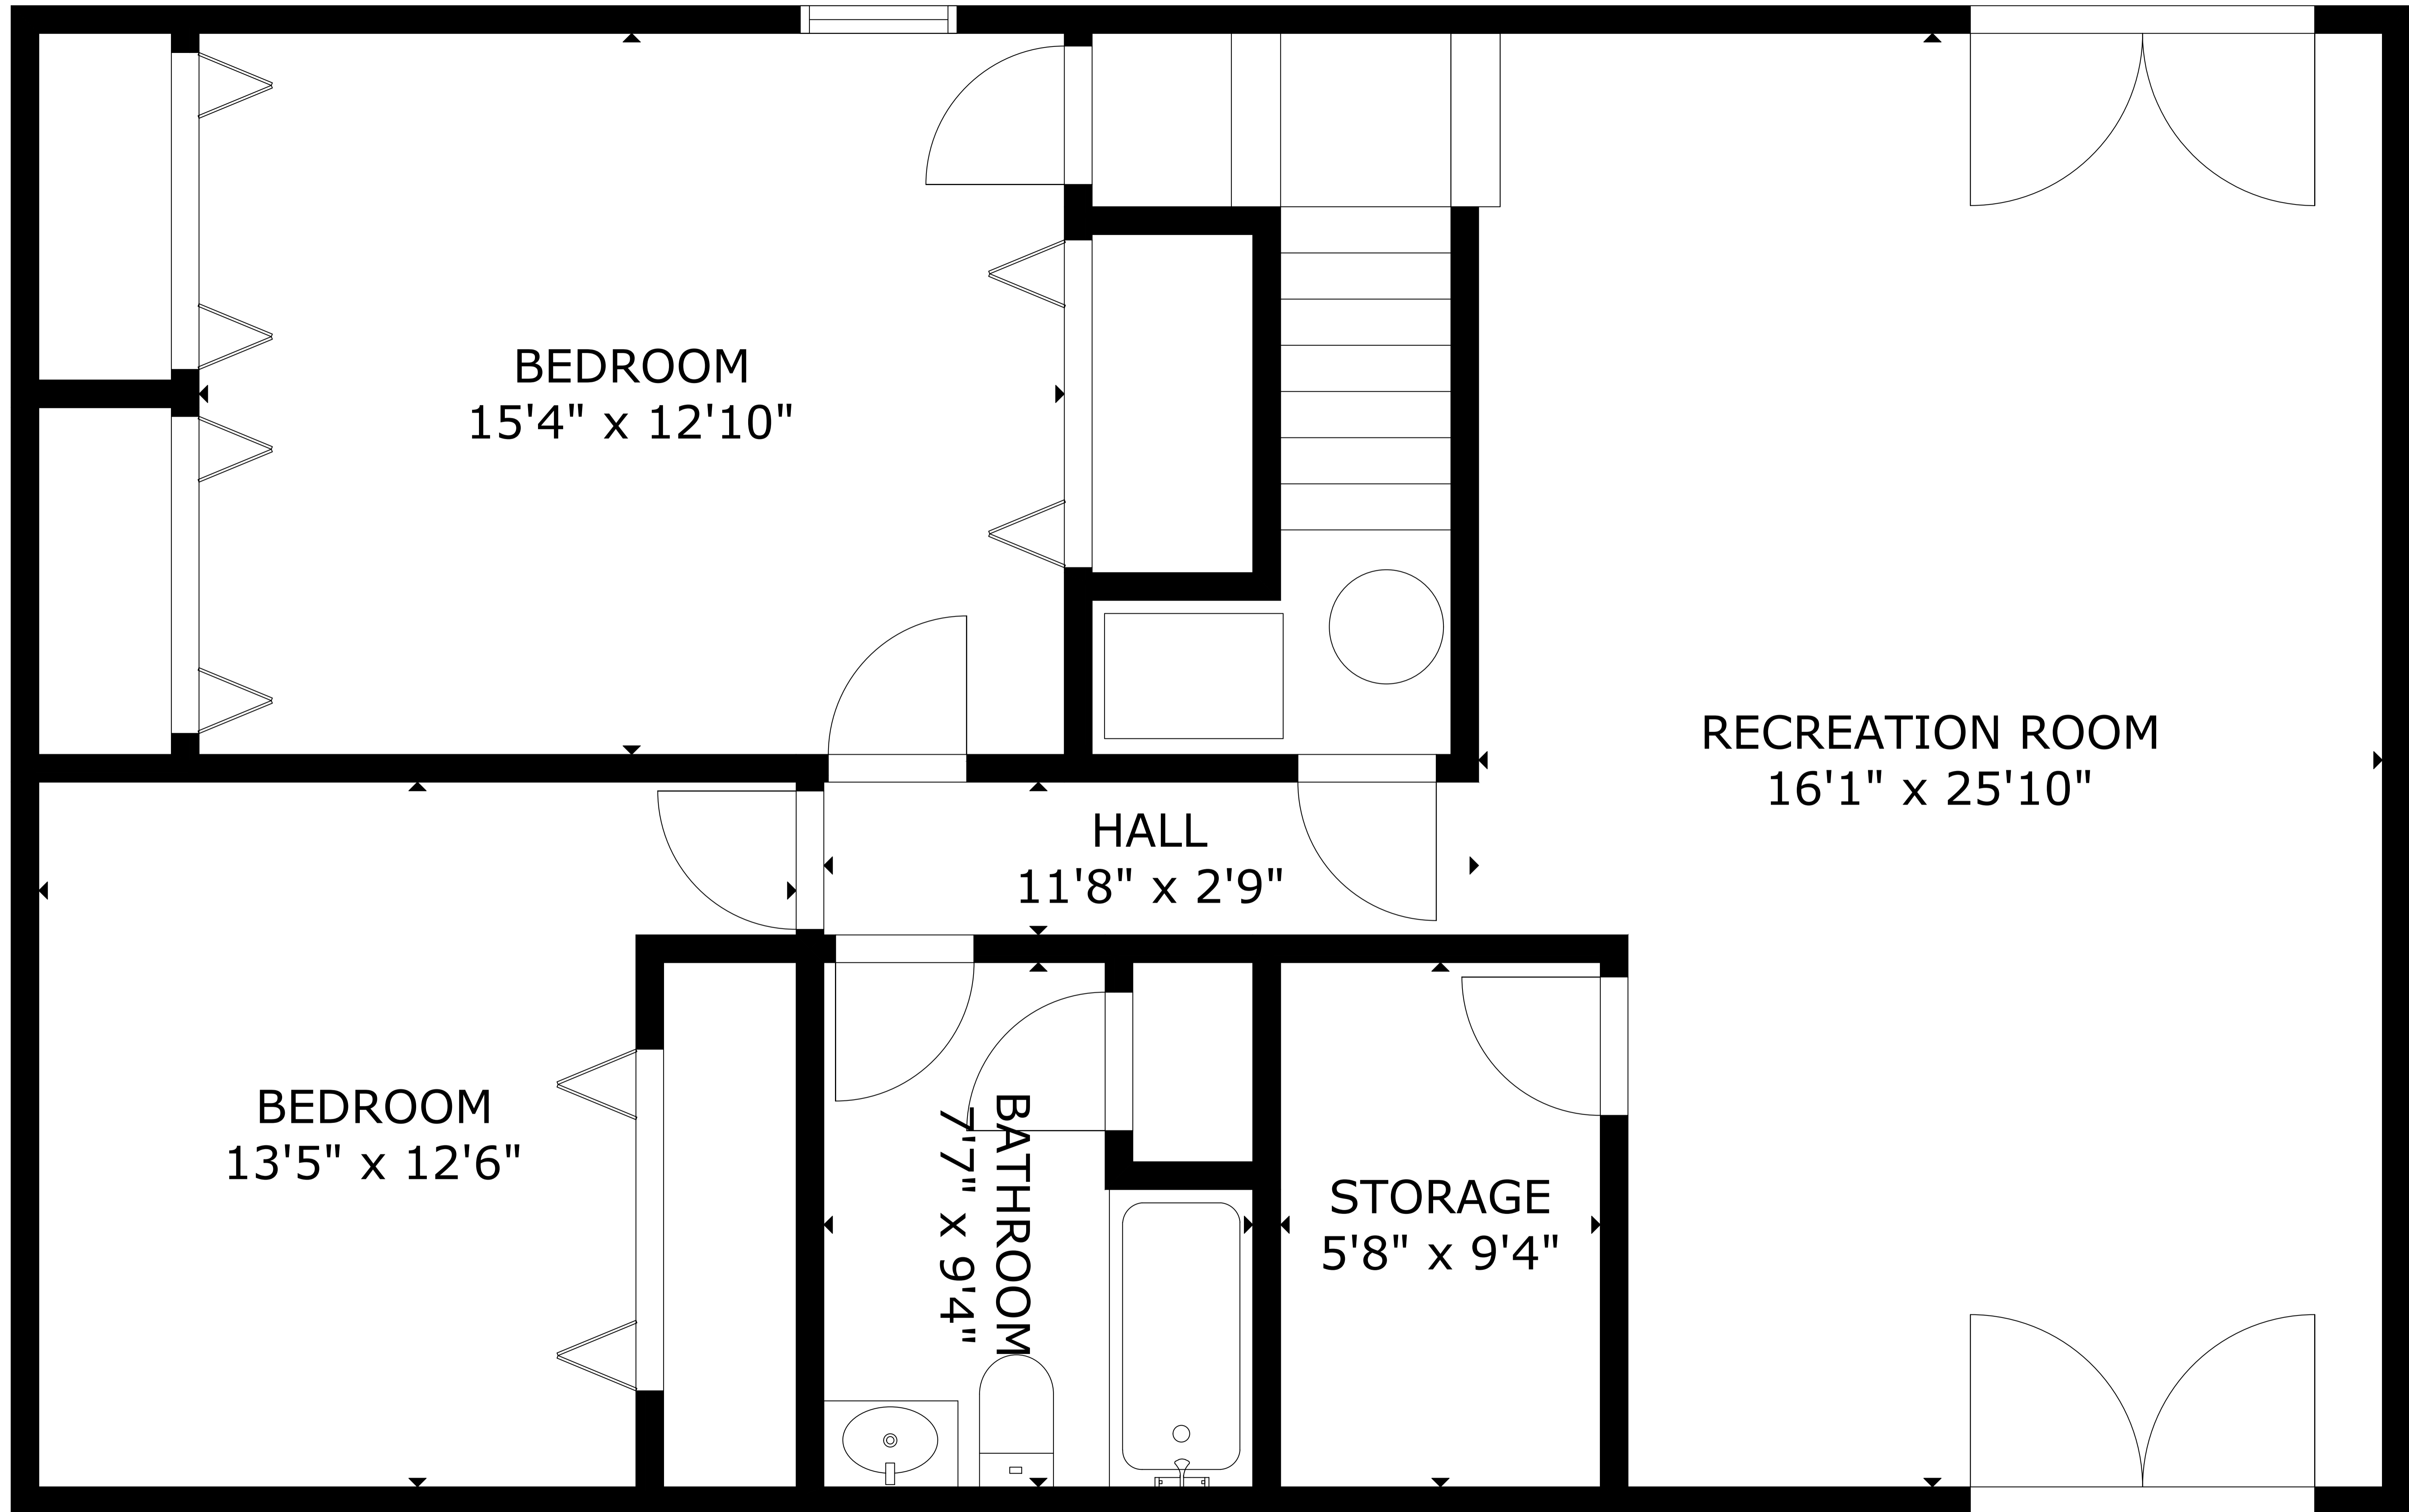 BEDROOM
15'4" x 12'10"
RECREATION ROOM
16'1" x 25'10"
HALL
11'8" x 2'9"
BEDROOM
13'5" x 12'6"
BATHROOM
7'7" x 9'4"
STORAGE
5'8" x 9'4"